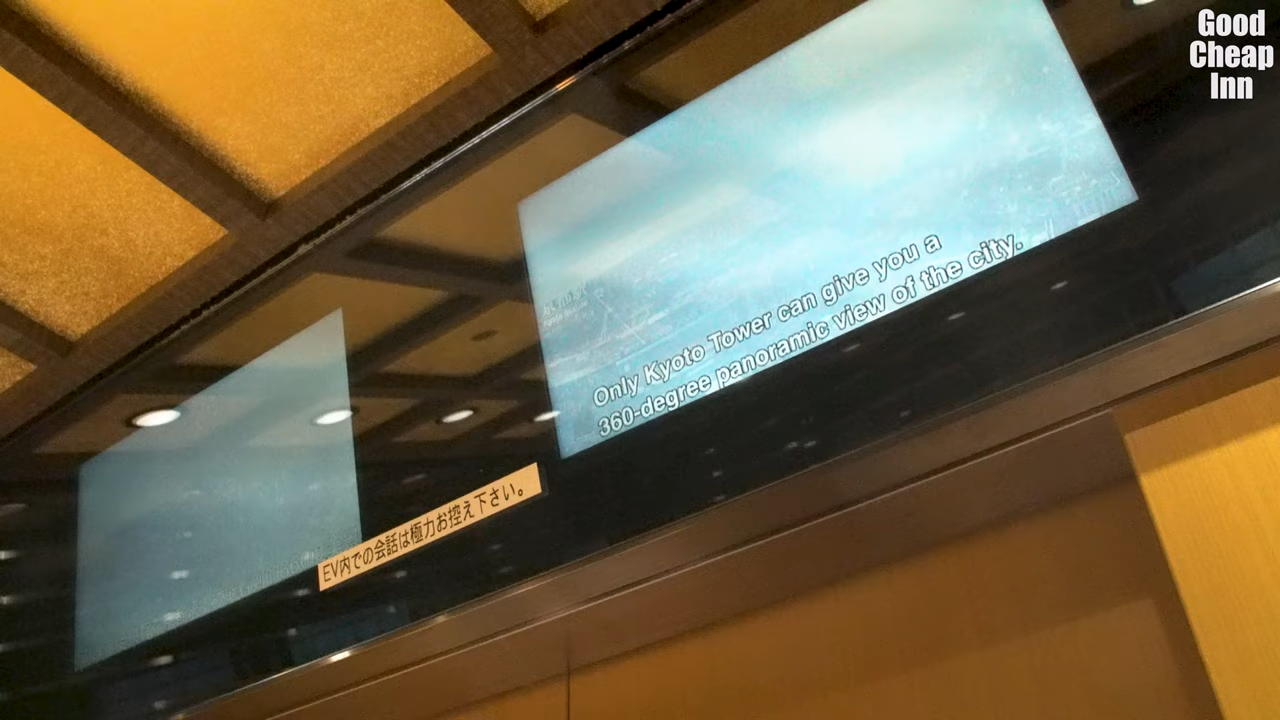 Good
Cheap
Inn
Only Kyoto Tower can give you a
360-degree panoramic view of the city.
EV内での会話は極力お控え下さい。